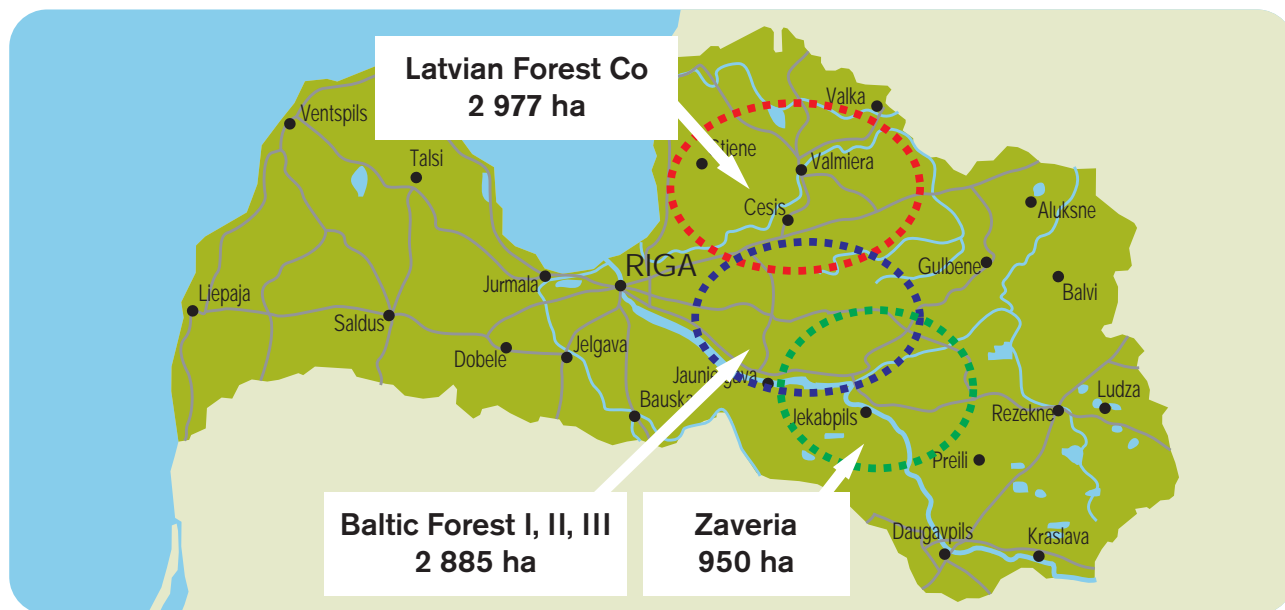 Latvian Forest Co
2 977 ha
Valka
Ventspils
Talsi
Valmiera
Cesis
Aluksne
RIGA
Gulbene
Balvi
Jurmala
Liepaja
Saldus
Dobele
Jelgava
Bauska
Jekabpils
Ludza
Rezekne
Preili
Baltic Forest I, II, III
2 885 ha
Zaveria
950 ha
Daugavpils
Kraslava